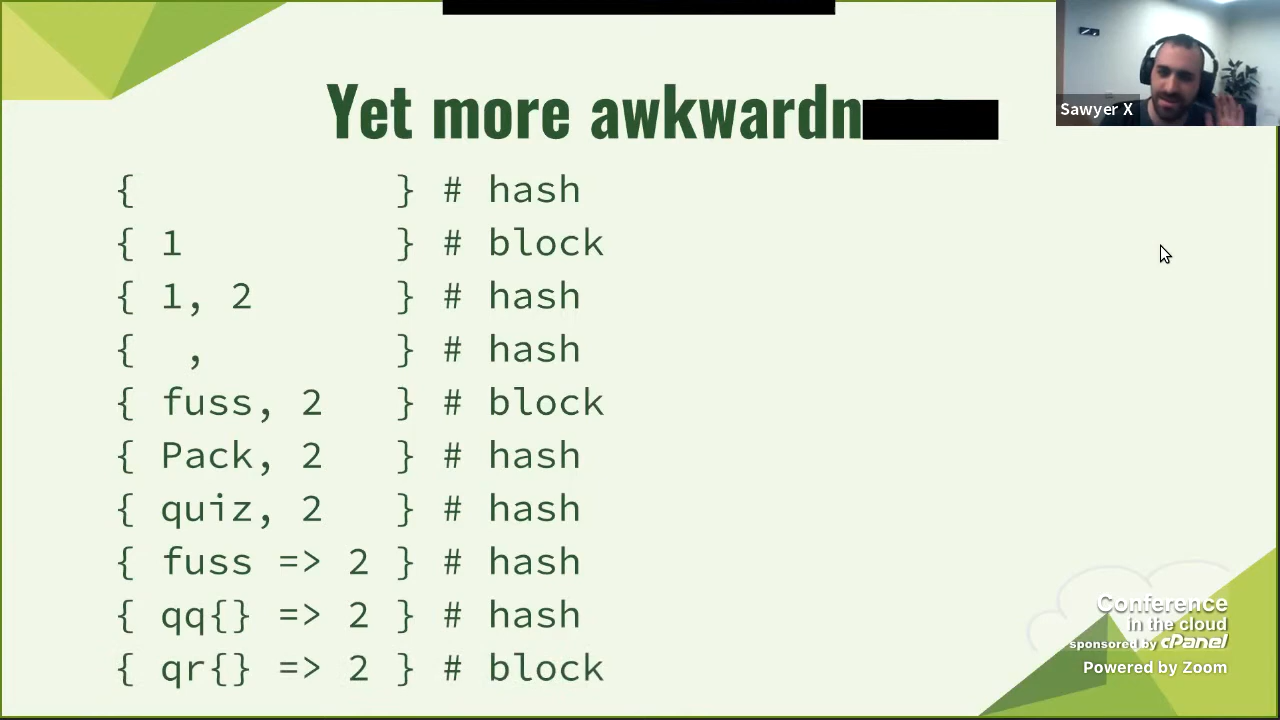 Yet more
Sawyer X
{ } # hash
{ 1 } # block
{ 1, 2 } # hash
{ , } # hash
{ fuss, 2 } # block
{ Pack, 2 } # hash
{ quiz, 2 } # hash
{ fuss => 2 } # hash
{ qq{} => 2 } # hash
{ qr{} => 2 } # block
Conference
in the cloud
sponsored by cPanel
Powered by Zoom